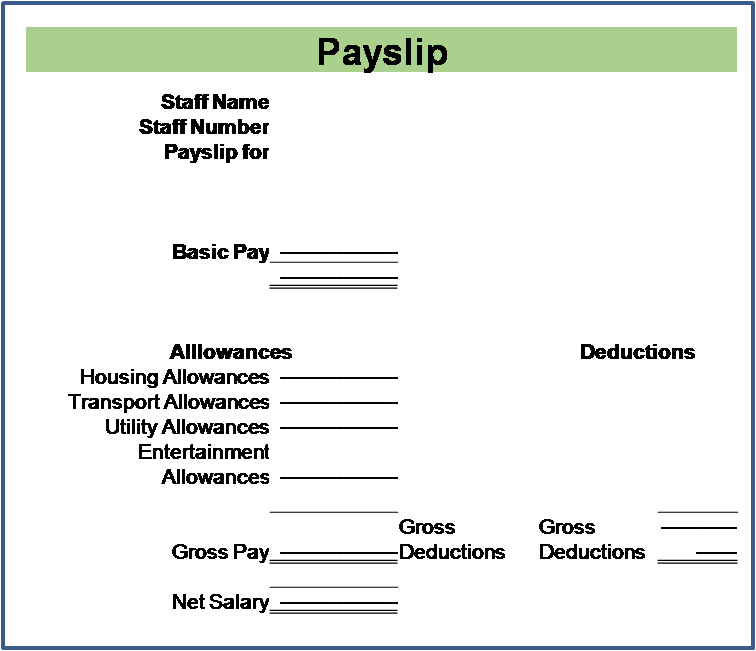 Payslip
Staff Name
Staff Number
Payslip for
Basic Pay
Alllowances Deductions
Housing Allowances
Transport Allowances
Utility Allowances
Entertainment
Allowances
Gross Gross
Gross Pay Deductions Deductions
Net Salary